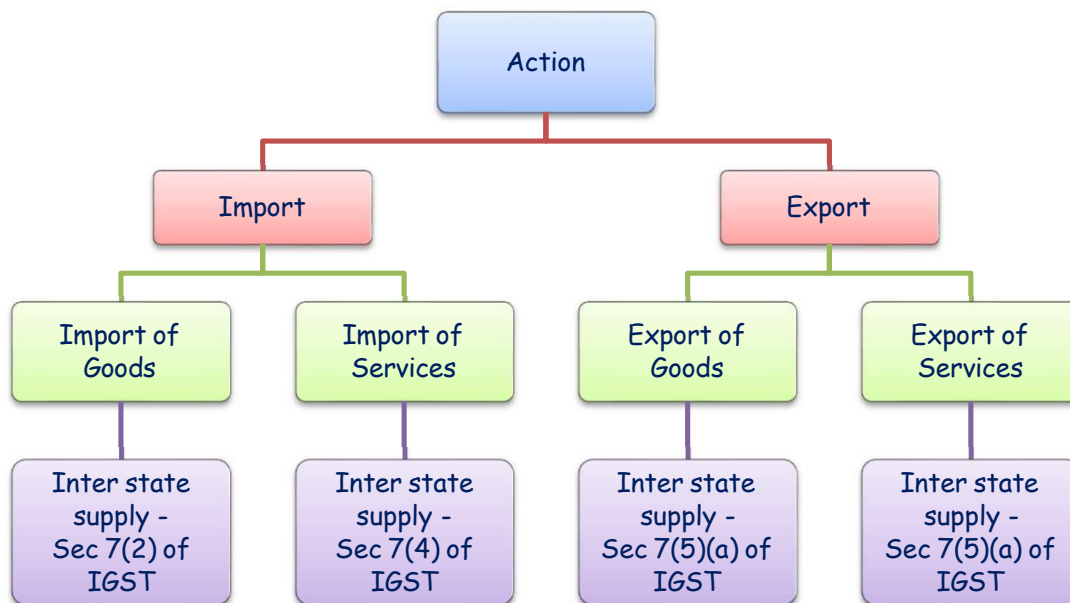 Action
Import
Export
Import of
Goods
Import of
Services
Export of
Goods
Export of
Services
Inter state
supply -
Sec 7(2) of
IGST
Inter state
supply -
Sec 7(4) of
IGST
Inter state
supply -
Sec 7(5)(a) of
IGST
Inter state
supply -
Sec 7(5)(a) of
IGST